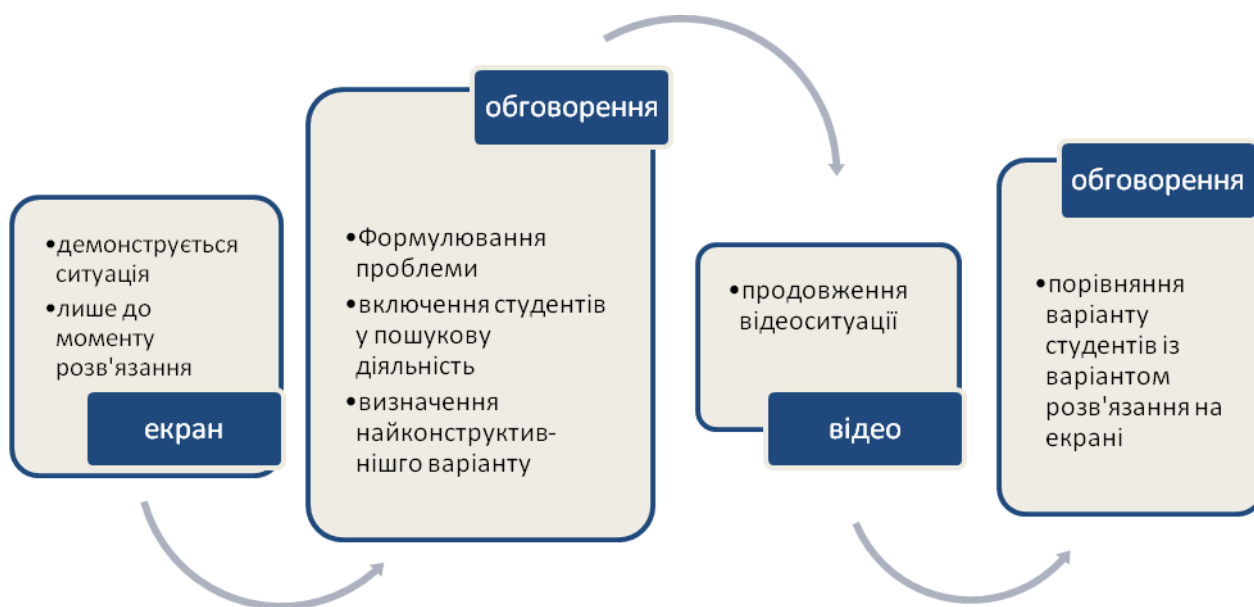 •демонструється
ситуація
•лише до
моменту
розв'язання
екран
обговорення
•Формулювання
проблеми
•включення студентів
у пошукову
діяльність
•визначення
найконструктив-
нішго варіанту
•продовження
відеоситуації
відео
обговорення
•порівняння
варіанту
студентів із
варіантом
розв'язання на
екрані